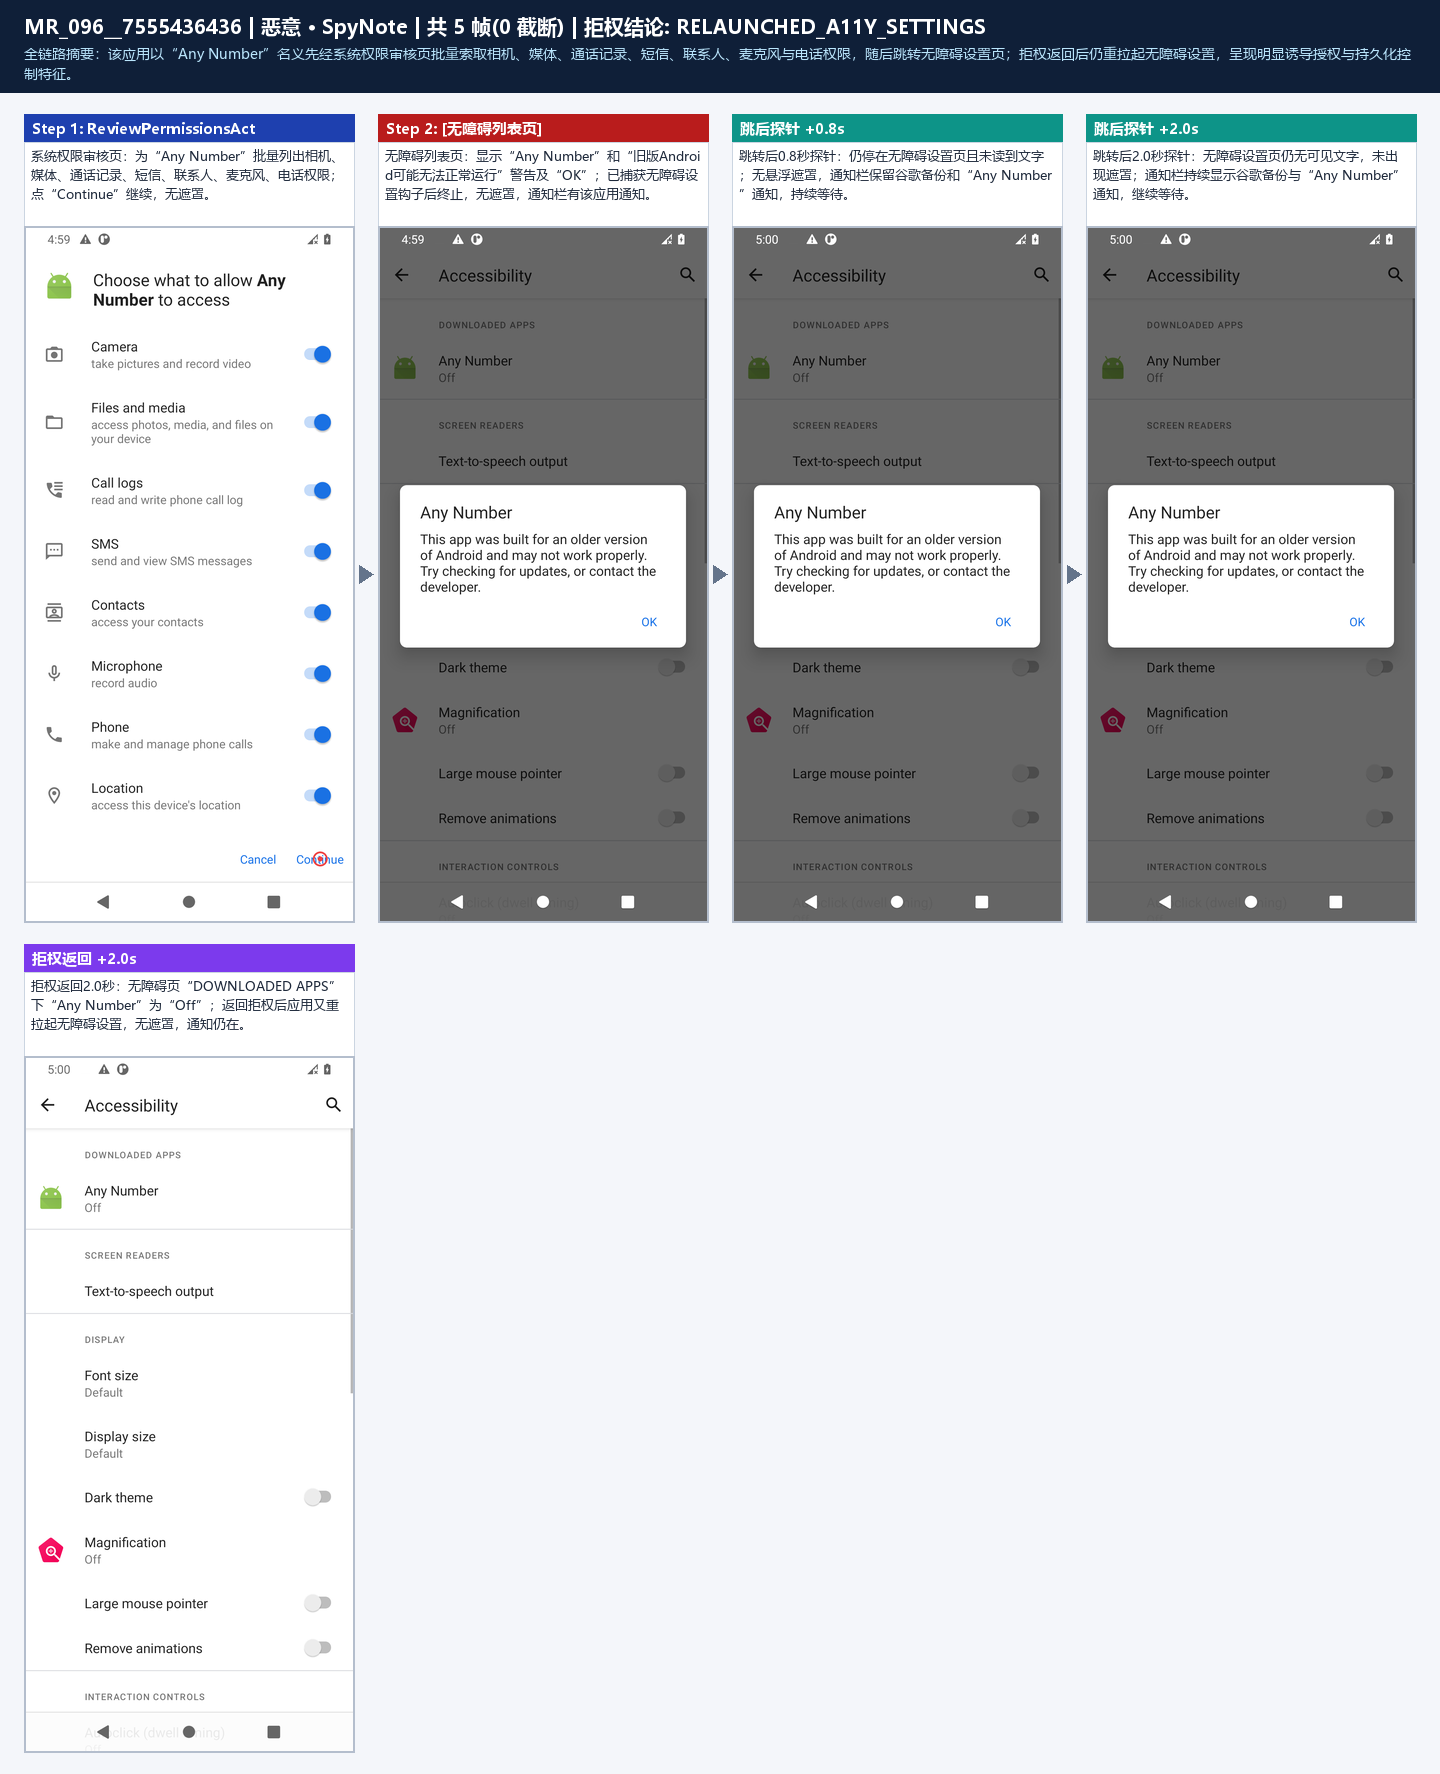 MR_096__7555436436 | 恶意 • SpyNote | 共 5 帧(0 截断) | 拒权结论: RELAUNCHED_A11Y_SETTINGS
全链路摘要：该应用以“Any Number”名义先经系统权限审核页批量索取相机、媒体、通话记录、短信、联系人、麦克风与电话权限，随后跳转无障碍设置页；拒权返回后仍重拉起无障碍设置，呈现明显诱导授权与持久化控
制特征。
Step 1: ReviewPermissionsAct
系统权限审核页：为“Any Number”批量列出相机、
媒体、通话记录、短信、联系人、麦克风、电话权限；
点“Continue”继续，无遮罩。
4:59
Choose what to allow Any
Number to access
Camera
take pictures and record video
Files and media
access photos, media, and files on
your device
Call logs
read and write phone call log
SMS
send and view SMS messages
Contacts
access your contacts
Microphone
record audio
Phone
make and manage phone calls
Location
access this device's location
Cancel
Continue
Step 2: [无障碍列表页]
无障碍列表页：显示“Any Number”和“旧版Androi
d可能无法正常运行”警告及“OK”；已捕获无障碍设
置钩子后终止，无遮罩，通知栏有该应用通知。
4:59
Accessibility
DOWNLOADED APPS
Any Number
Off
SCREEN READERS
Text-to-speech output
Any Number
This app was built for an older version
of Android and may not work properly.
Try checking for updates, or contact the
developer.
OK
Dark theme
Magnification
Off
Large mouse pointer
Remove animations
INTERACTION CONTROLS
跳后探针 +0.8s
跳转后0.8秒探针：仍停在无障碍设置页且未读到文字
；无悬浮遮罩，通知栏保留谷歌备份和“Any Number
”通知，持续等待。
5:00
Accessibility
DOWNLOADED APPS
Any Number
Off
SCREEN READERS
Text-to-speech output
Any Number
This app was built for an older version
of Android and may not work properly.
Try checking for updates, or contact the
developer.
OK
Dark theme
Magnification
Off
Large mouse pointer
Remove animations
INTERACTION CONTROLS
跳后探针 +2.0s
跳转后2.0秒探针：无障碍设置页仍无可见文字，未出
现遮罩；通知栏持续显示谷歌备份与“Any Number”
通知，继续等待。
5:00
Accessibility
DOWNLOADED APPS
Any Number
Off
SCREEN READERS
Text-to-speech output
Any Number
This app was built for an older version
of Android and may not work properly.
Try checking for updates, or contact the
developer.
OK
Dark theme
Magnification
Off
Large mouse pointer
Remove animations
INTERACTION CONTROLS
拒权返回 +2.0s
拒权返回2.0秒：无障碍页“DOWNLOADED APPS”
下“Any Number”为“Off”；返回拒权后应用又重
拉起无障碍设置，无遮罩，通知仍在。
5:00
Accessibility
DOWNLOADED APPS
Any Number
Off
SCREEN READERS
Text-to-speech output
DISPLAY
Font size
Default
Display size
Default
Dark theme
Magnification
Off
Large mouse pointer
Remove animations
INTERACTION CONTROLS